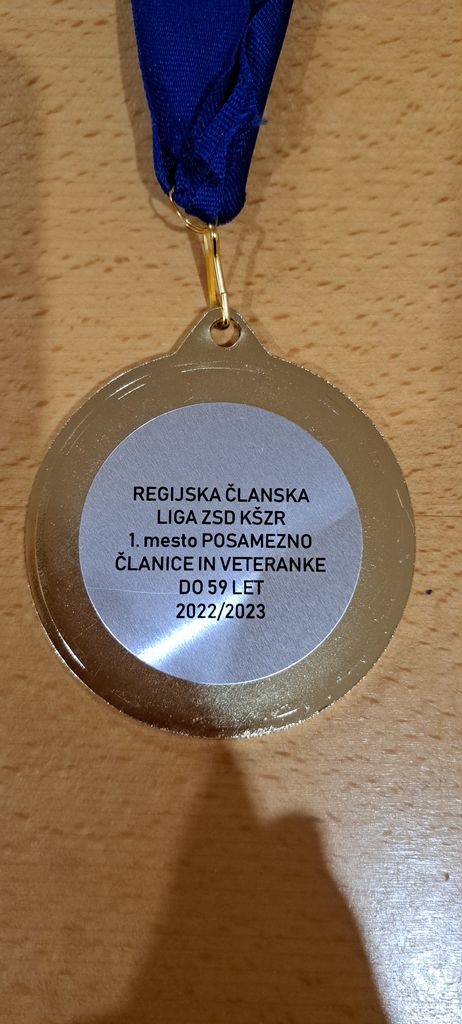 REGIJSKA ČLANSKA
LIGA ZSD KŠZR
1. mesto POSAMEZNO
ČLANICE IN VETERANKE
DO 59 LET
2022/2023